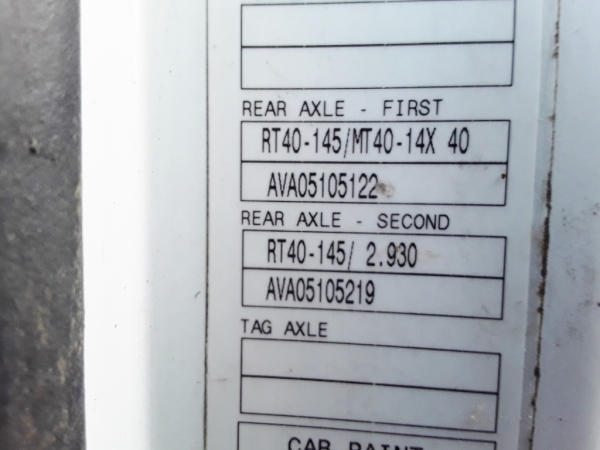 REAR AXLE - FIRST
RT40-145/MT40-14X 40
AVA05105122
REAR AXLE - SECOND
RT40-145/ 2.930
AVA05105219
TAG AXLE
CAB PAINT